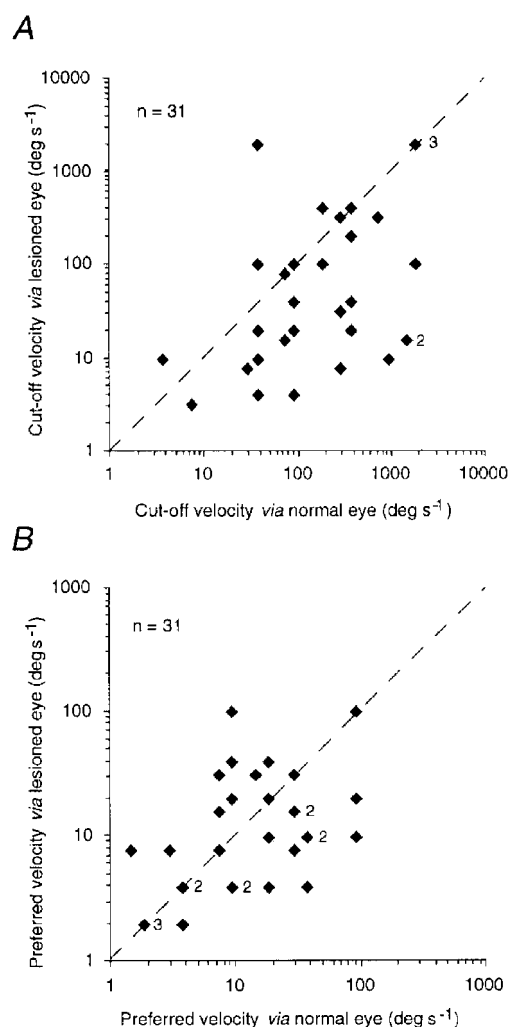 A
10000
n = 31
3
1000
100
2
10
1
1 10 100 1000 10000
Cut-off velocity via lesioned eye (deg s⁻¹)
Cut-off velocity via normal eye (deg s⁻¹)
B
1000
n = 31
100
2
10
2
2 2
3
1
1 10 100 1000
Preferred velocity via lesioned eye (deg s⁻¹)
Preferred velocity via normal eye (deg s⁻¹)